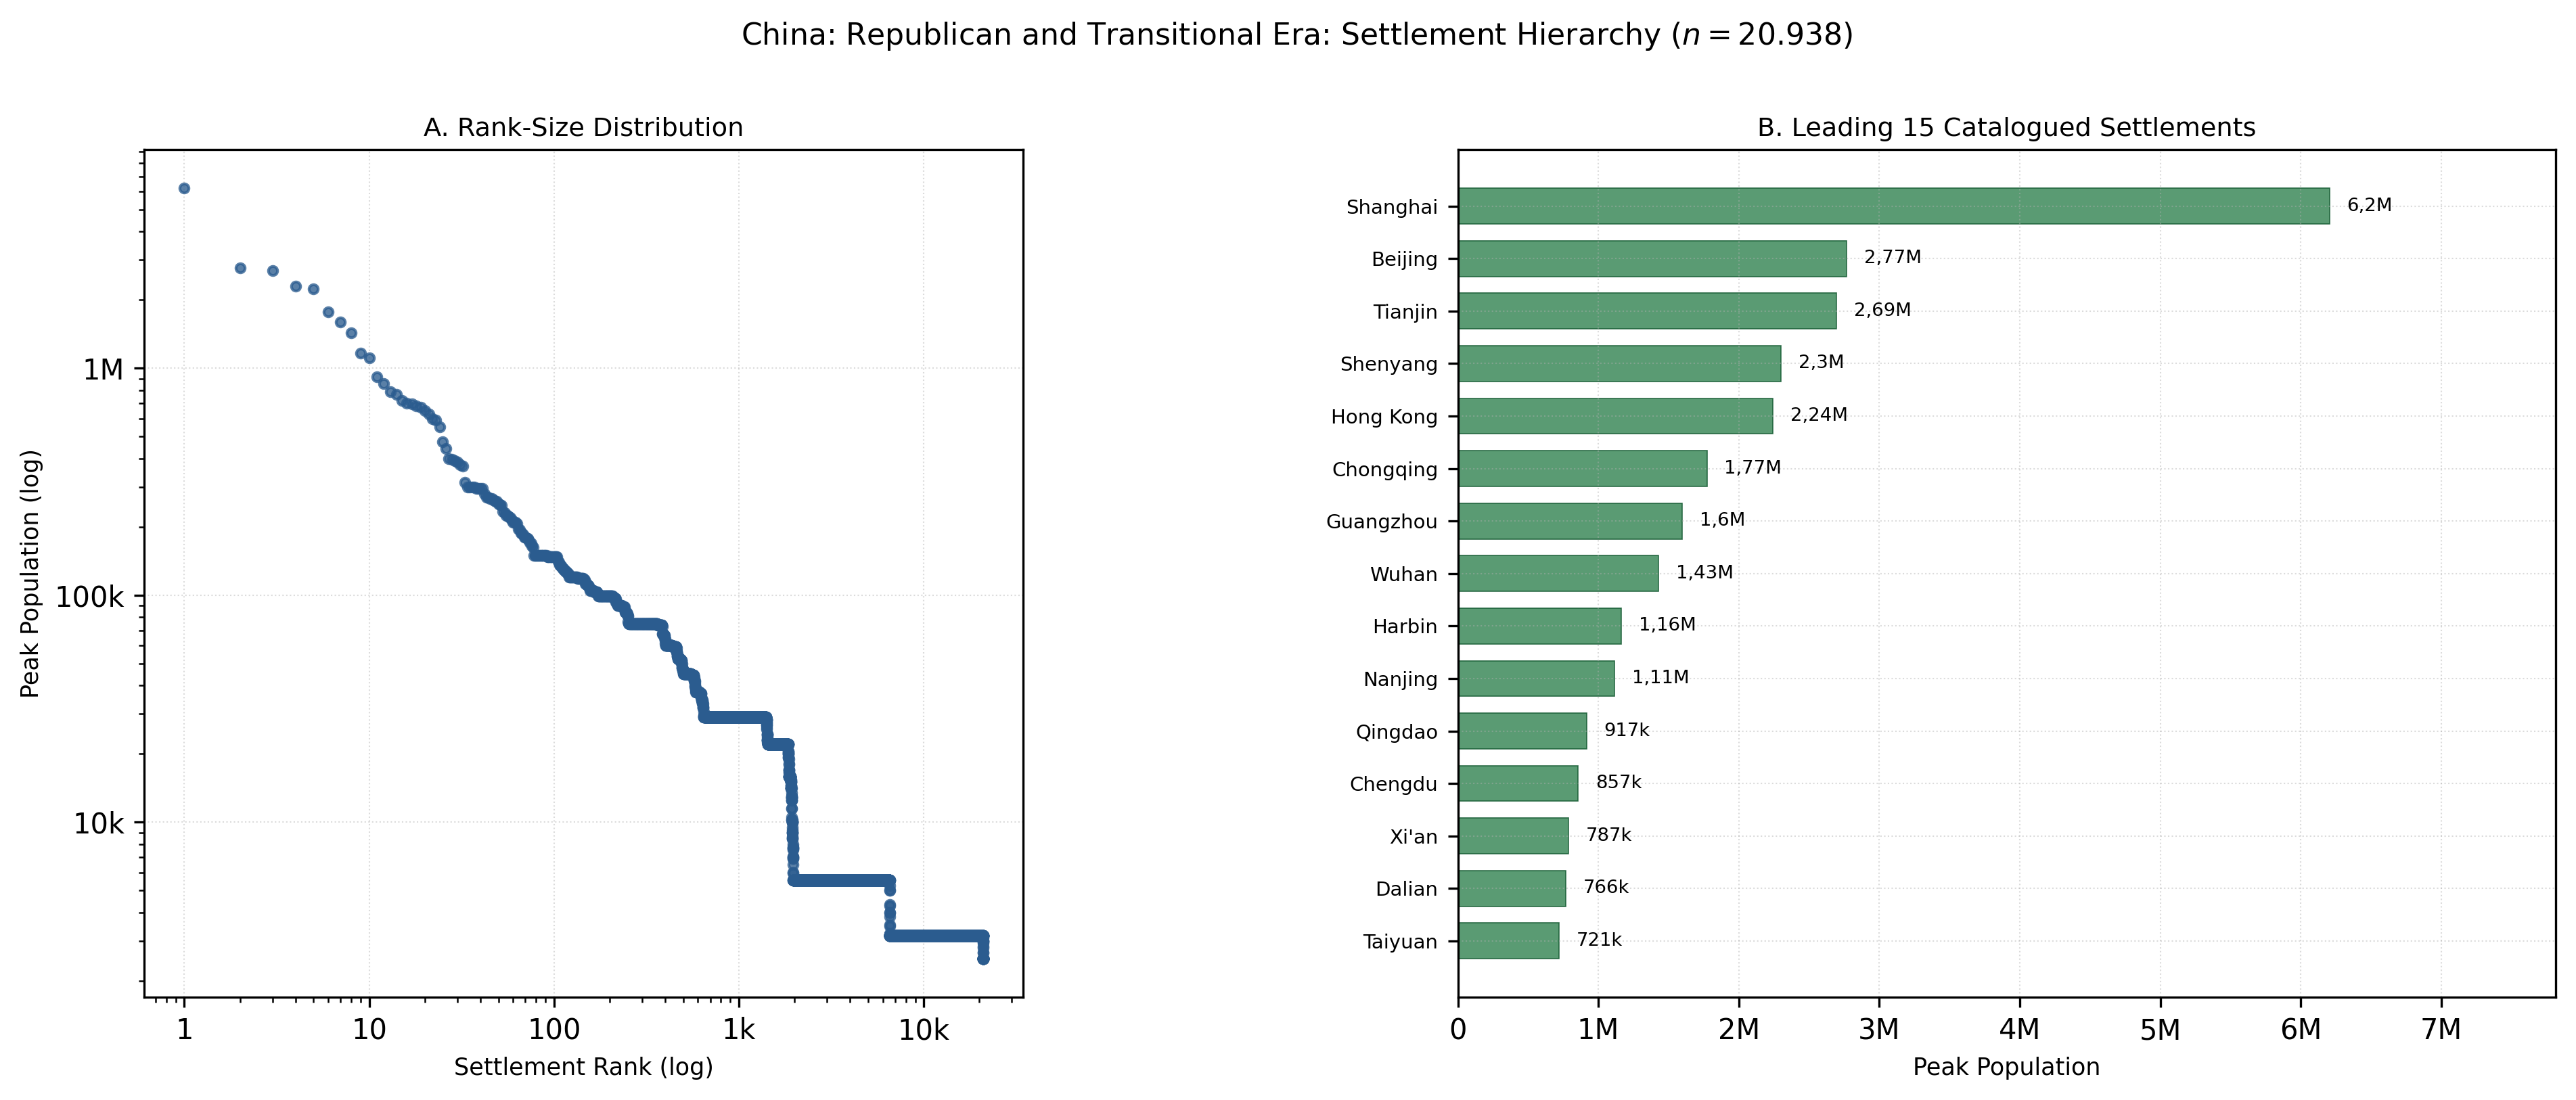 China: Republican and Transitional Era: Settlement Hierarchy (n = 20.938)
A. Rank-Size Distribution
Peak Population (log)
1M
100k
10k
1
10
100
1k
10k
Settlement Rank (log)
B. Leading 15 Catalogued Settlements
Shanghai 6,2M
Beijing 2,77M
Tianjin 2,69M
Shenyang 2,3M
Hong Kong 2,24M
Chongqing 1,77M
Guangzhou 1,6M
Wuhan 1,43M
Harbin 1,16M
Nanjing 1,11M
Qingdao 917k
Chengdu 857k
Xi'an 787k
Dalian 766k
Taiyuan 721k
0
1M
2M
3M
4M
5M
6M
7M
Peak Population